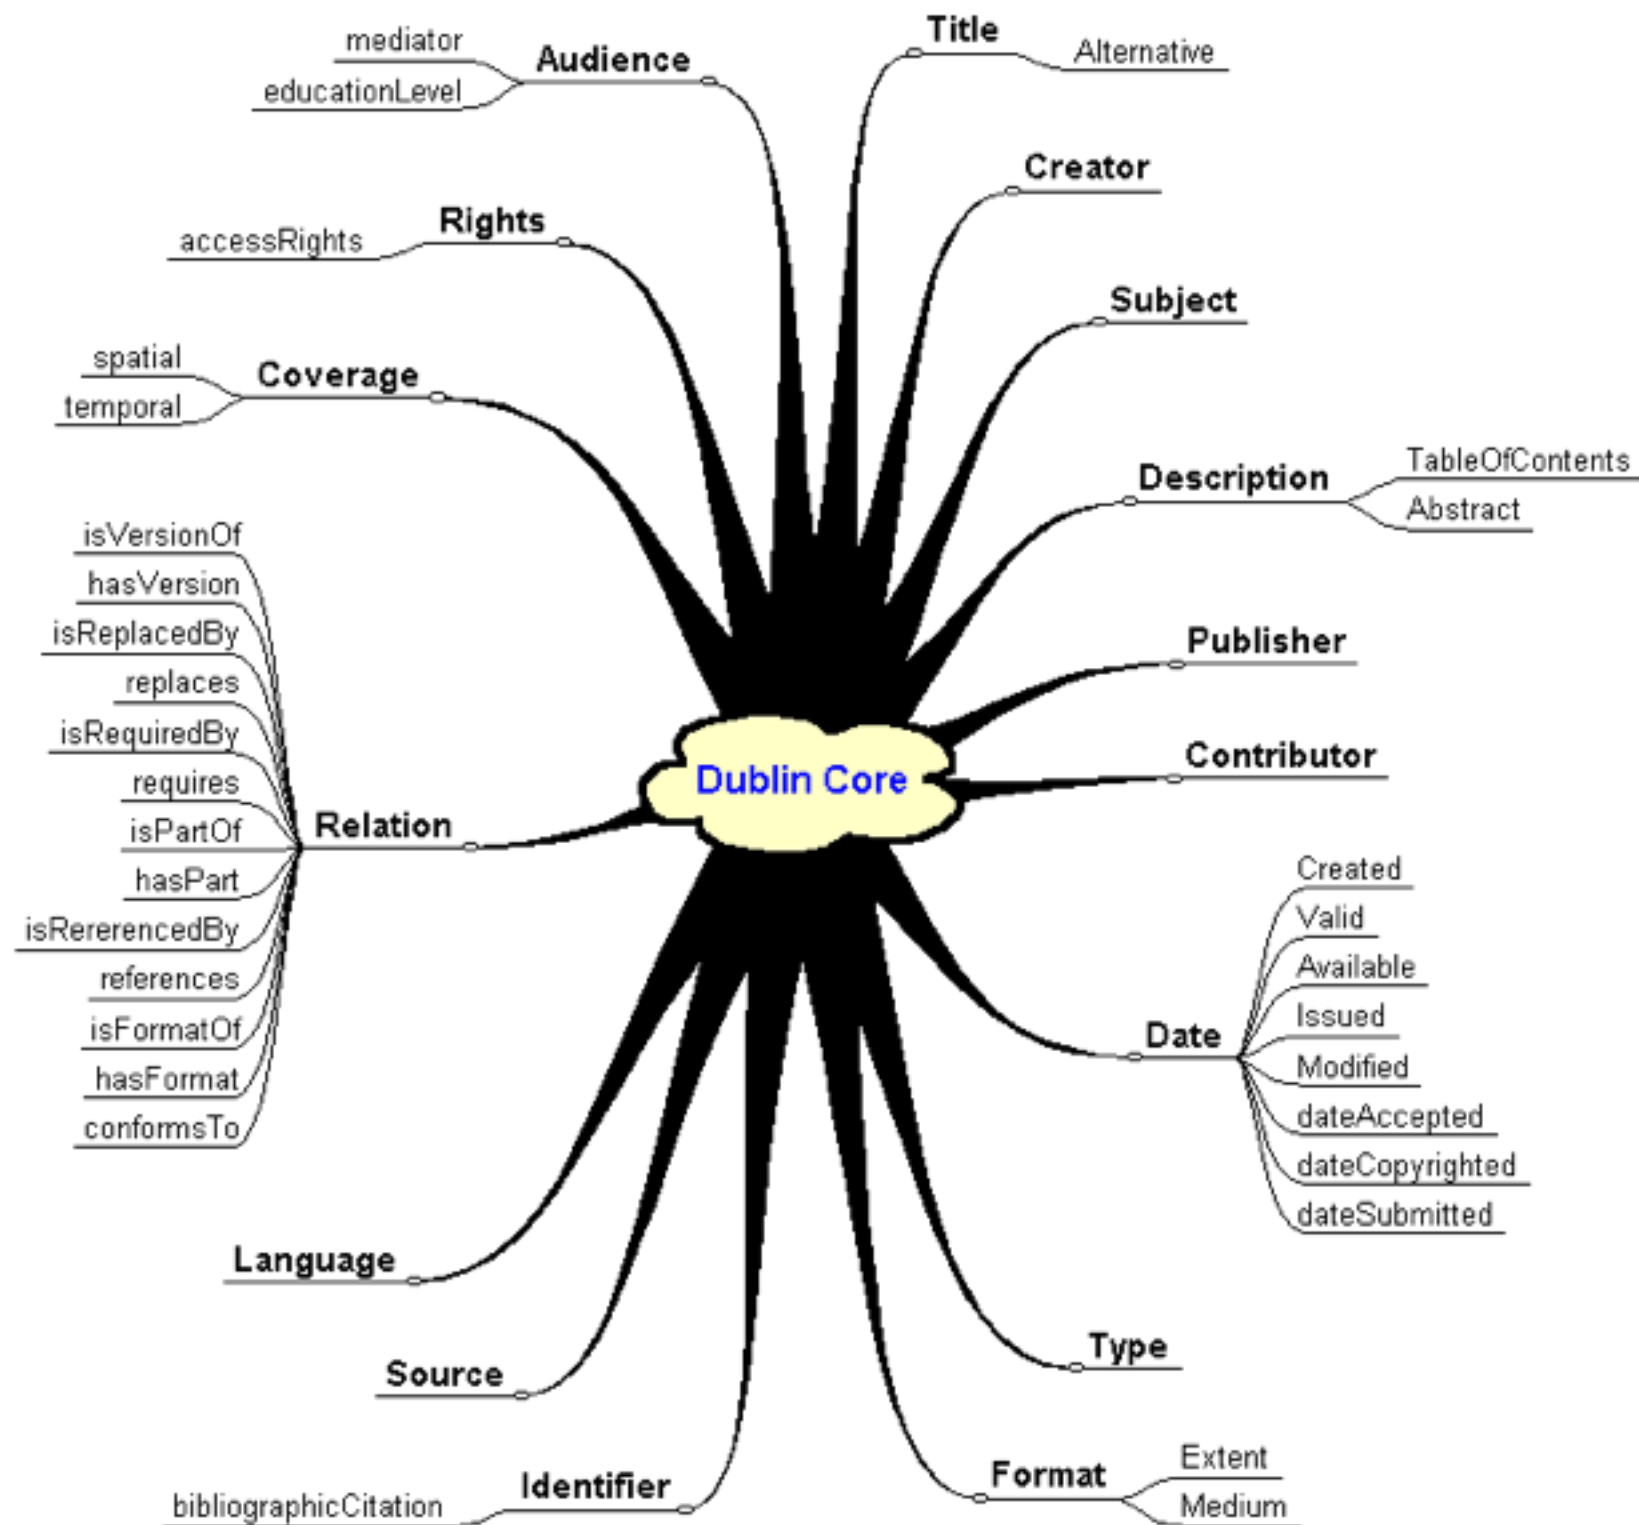 Dublin Core
Title
Alternative
Creator
Subject
Description
TableOfContents
Abstract
Publisher
Contributor
Date
Created
Valid
Available
Issued
Modified
dateAccepted
dateCopyrighted
dateSubmitted
Type
Format
Extent
Medium
Audience
mediator
educationLevel
Rights
accessRights
Coverage
spatial
temporal
Relation
isVersionOf
hasVersion
isReplacedBy
replaces
isRequiredBy
requires
isPartOf
hasPart
isRererencedBy
references
isFormatOf
hasFormat
conformsTo
Language
Source
Identifier
bibliographicCitation